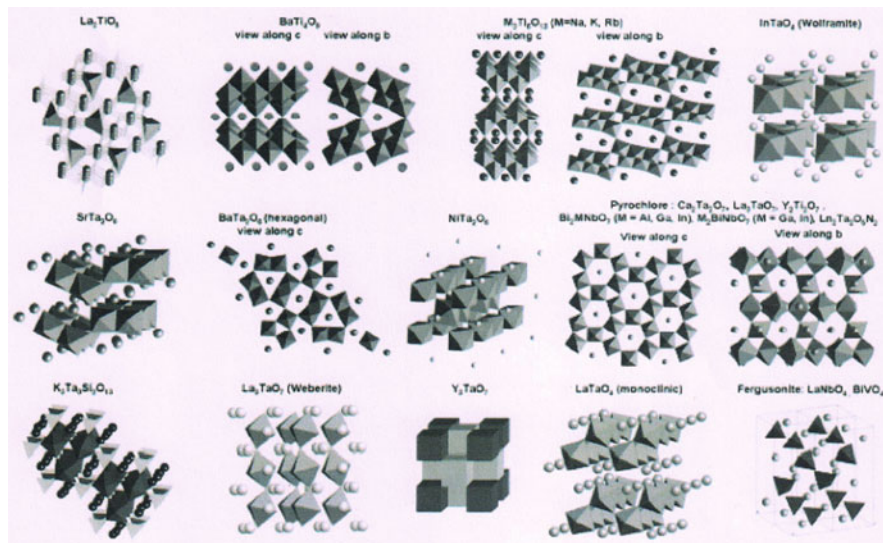 La₂TiO₅
BaTi₄O₉
view along c view along b
M₂Ti₆O₁₃ (M=Na, K, Rb)
view along c view along b
InTaO₄ (Wolframite)
SrTa₂O₆
BaTa₂O₆ (hexagonal)
view along c
NiTa₂O₆
Pyrochlore : Ca₂Ta₂O₇, La₃TaO₇, Y₂Ti₂O₇ ,
Bi₂MNbO₇ (M = Al, Ga, In), M₂BiNbO₇ (M = Ga, In), Ln₂Ta₂O₅N₂
View along c View along b
K₃Ta₃Si₂O₁₃
La₃TaO₇ (Weberite)
Y₃TaO₇
LaTaO₄ (monoclinic)
Fergusonite: LaNbO₄, BiVO₄